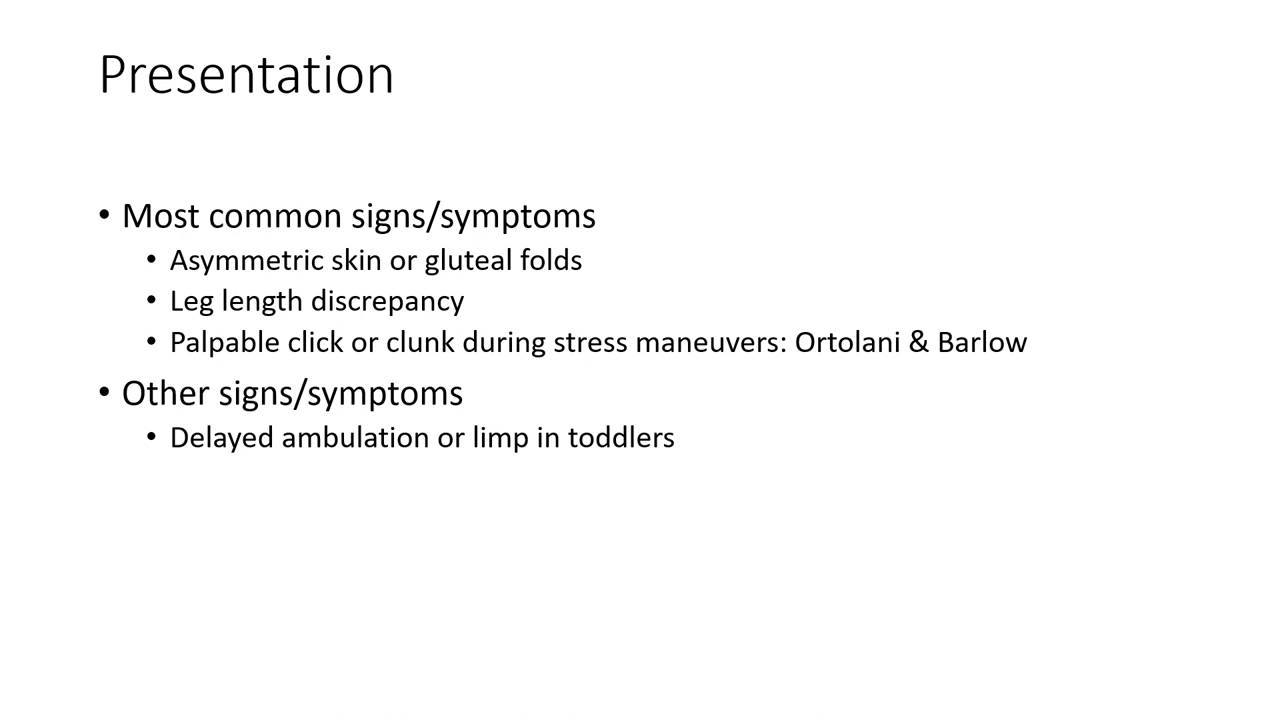 Presentation
• Most common signs/symptoms
• Asymmetric skin or gluteal folds
• Leg length discrepancy
• Palpable click or clunk during stress maneuvers: Ortolani & Barlow
• Other signs/symptoms
• Delayed ambulation or limp in toddlers